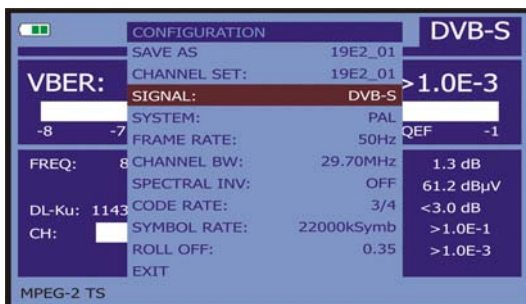 CONFIGURATION DVB-S
SAVE AS 19E2_01
VBER: CHANNEL SET: 19E2_01 >1.0E-3
SIGNAL: DVB-S
SYSTEM: PAL
-8 -7 FRAME RATE: 50Hz QEF -1
FREQ: 8 CHANNEL BW: 29.70MHz 1.3 dB
SPECTRAL INV: OFF 61.2 dBµV
DL-Ku: 1143 CODE RATE: 3/4 <3.0 dB
CH: SYMBOL RATE: 22000kSymb >1.0E-1
ROLL OFF: 0.35 >1.0E-3
EXIT
MPEG-2 TS